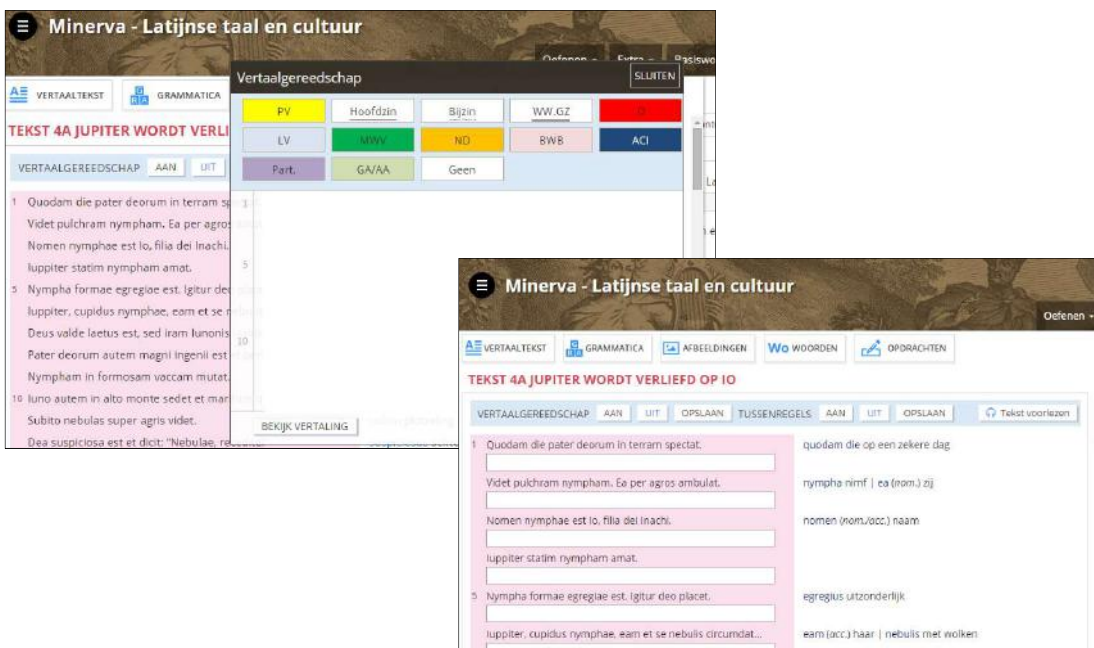 Minerva - Latijnse taal en cultuur
Oefenen Extra Basiswo
Vertaalgereedschap SLUITEN
PV Hoofdzin Bijzin WW.GZ O
LV MWV ND BWB ACI
Part. GA/AA Geen
A VERTAALTEKST GRAMMATICA
TEKST 4A JUPITER WORDT VERLI
VERTAALGEREEDSCHAP AAN UIT
1 Quodam die pater deorum in terram sp
Videt pulchram nympham. Ea per agros
Nomen nymphae est Io, filia dei Inachi.
Iuppiter statim nympham amat.
5 Nympha formae egregiae est. Igitur deo
Iuppiter, cupidus nymphae, eam et se n
Deus valde laetus est, sed iram Iunonis
Pater deorum autem magni ingenii est
Nympham in formosam vaccam mutat.
10 Iuno autem in alto monte sedet et mar
Subito nebulas super agris videt.
Dea suspiciosa est et dicit: "Nebulae, re
1
5
10
BEKIJK VERTALING
Minerva - Latijnse taal en cultuur
Oefenen
VERTAALTEKST GRAMMATICA AFBEELDINGEN Wo WOORDEN OPDRACHTEN
TEKST 4A JUPITER WORDT VERLIEFD OP IO
VERTAALGEREEDSCHAP AAN UIT OPSLAAN TUSSENREGELS AAN UIT OPSLAAN Tekst voorlezen
1 Quodam die pater deorum in terram spectat. quodam die op een zekere dag
Videt pulchram nympham. Ea per agros ambulat. nympha nimf | ea (nom.) zij
Nomen nymphae est Io, filia dei Inachi. nomen (nom./acc.) naam
Iuppiter statim nympham amat.
5 Nympha formae egregiae est. Igitur deo placet. egregius uitzonderlijk
Iuppiter, cupidus nymphae, eam et se nebulis circumdat... eam (acc.) haar | nebulis met wolken